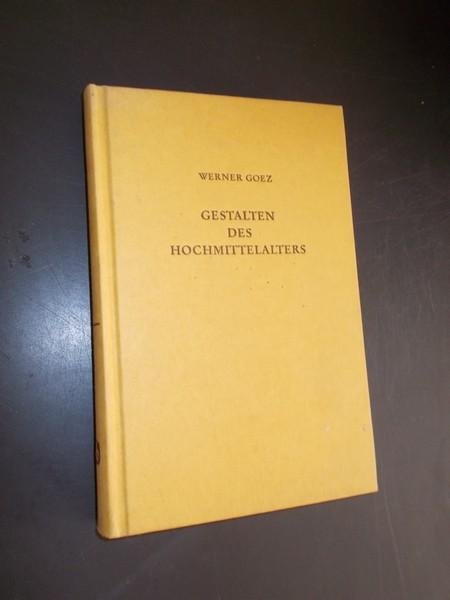 WERNER GOEZ
GESTALTEN
DES
HOCHMITTELALTERS